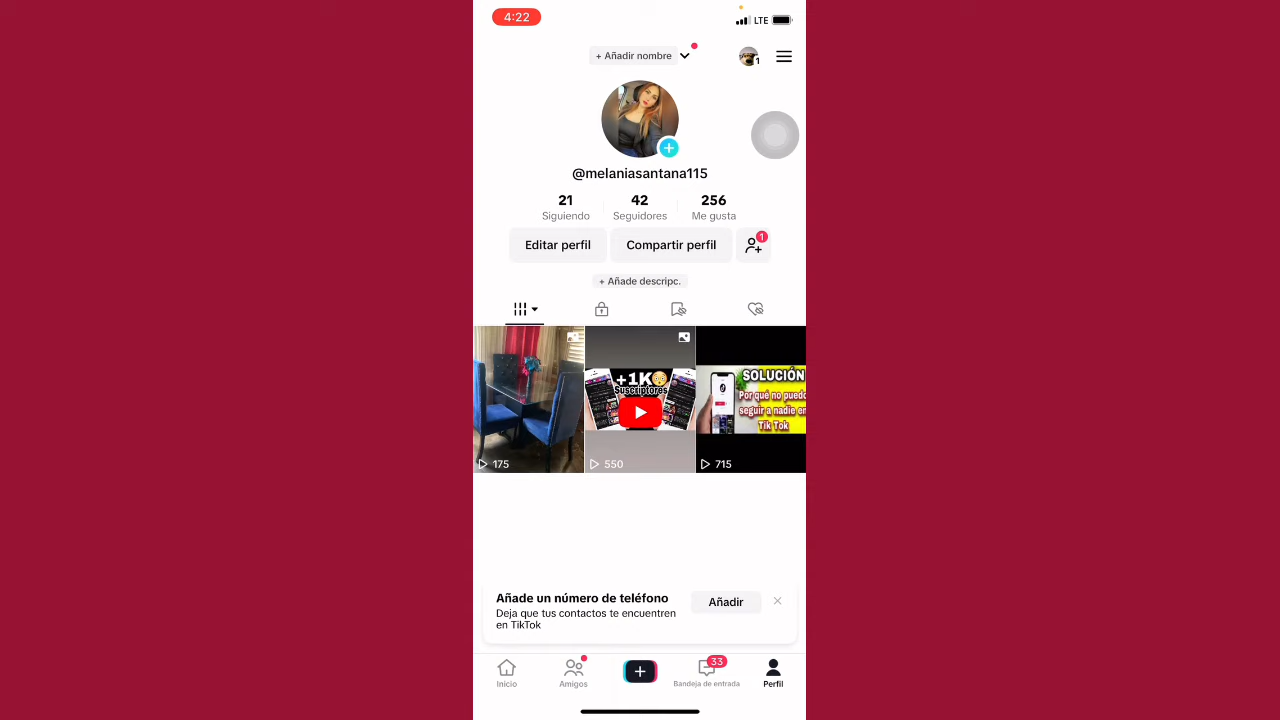 4:22
LTE
+ Añadir nombre
1
@melaniasantana115
21
Siguiendo
42
Seguidores
256
Me gusta
Editar perfil
Compartir perfil
1
+ Añade descripc.
175
+1K
Suscriptores
550
SOLUCIÓN
Por qué no puedo
seguir a nadie en
Tik Tok
715
Añade un número de teléfono
Deja que tus contactos te encuentren
en TikTok
Añadir
Inicio
Amigos
33
Bandeja de entrada
Perfil